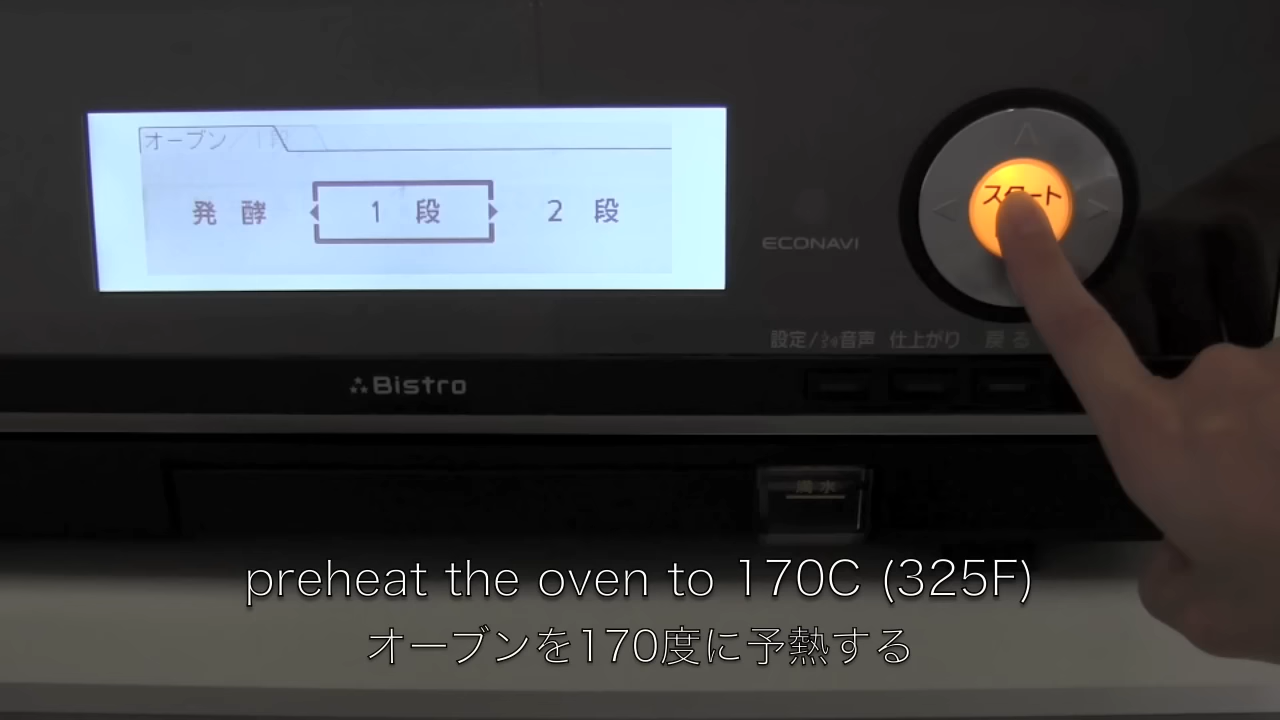 オーブン
発酵 1段 2段
スタート
ECONAVI
設定/音声 仕上がり 戻る
Bistro
満水
preheat the oven to 170C (325F)
オーブンを170度に予熱する